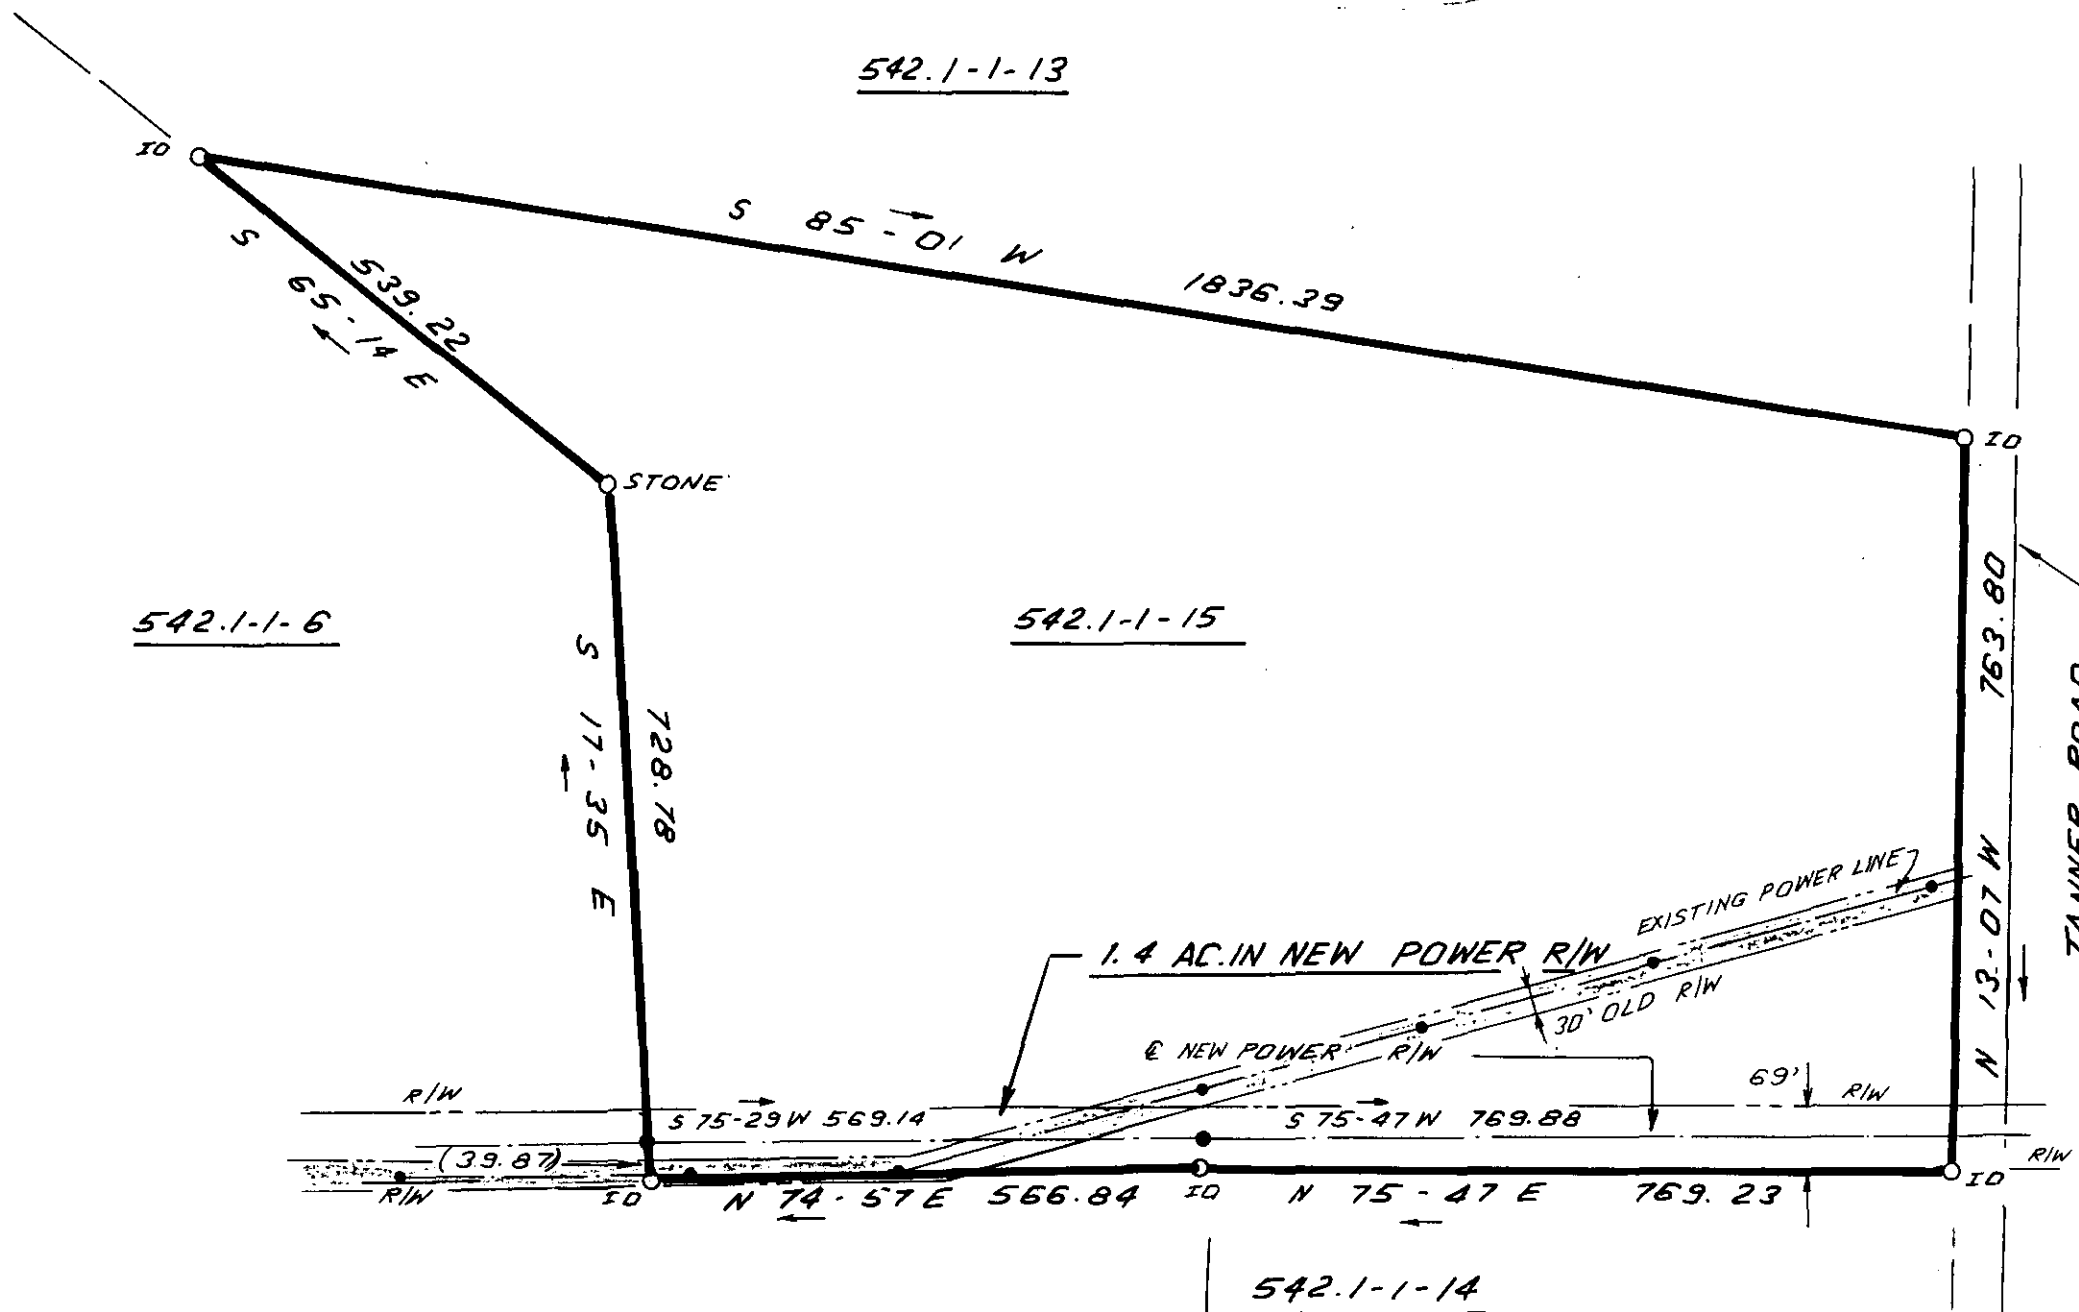 542.1-1-13
IO
S 85-01 W 1836.39
539.22
S 65-14 E
IO
STONE
542.1-1-6
542.1-1-15
763.80
N 13-07 W
TANNER ROAD
728.78
S 17-35 E
EXISTING POWER LINE
1.4 AC.IN NEW POWER R/W
30' OLD R/W
℄ NEW POWER R/W
69'
R/W
R/W
S 75-29 W 569.14
S 75-47 W 769.88
(39.87)
R/W
R/W
IO
N 74-57 E 566.84
IO
N 75-47 E 769.23
IO
542.1-1-14